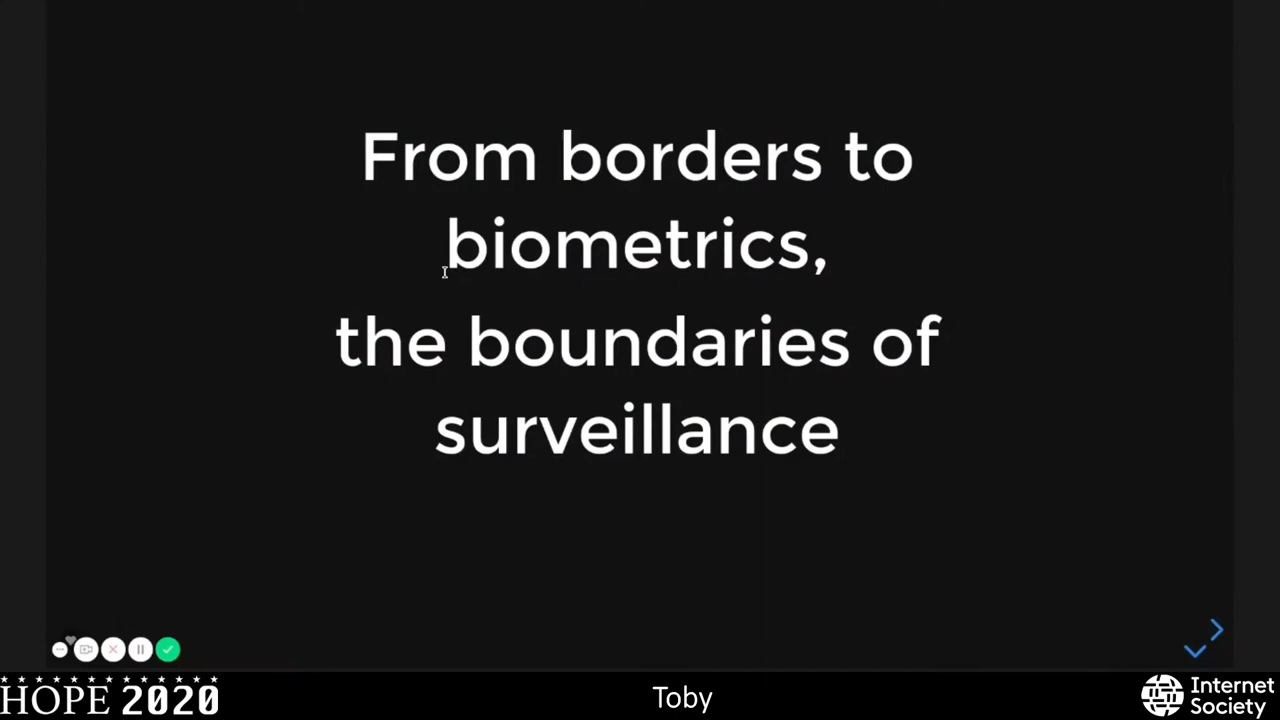 From borders to
biometrics,
the boundaries of
surveillance
HOPE 2020
Toby
Internet
Society